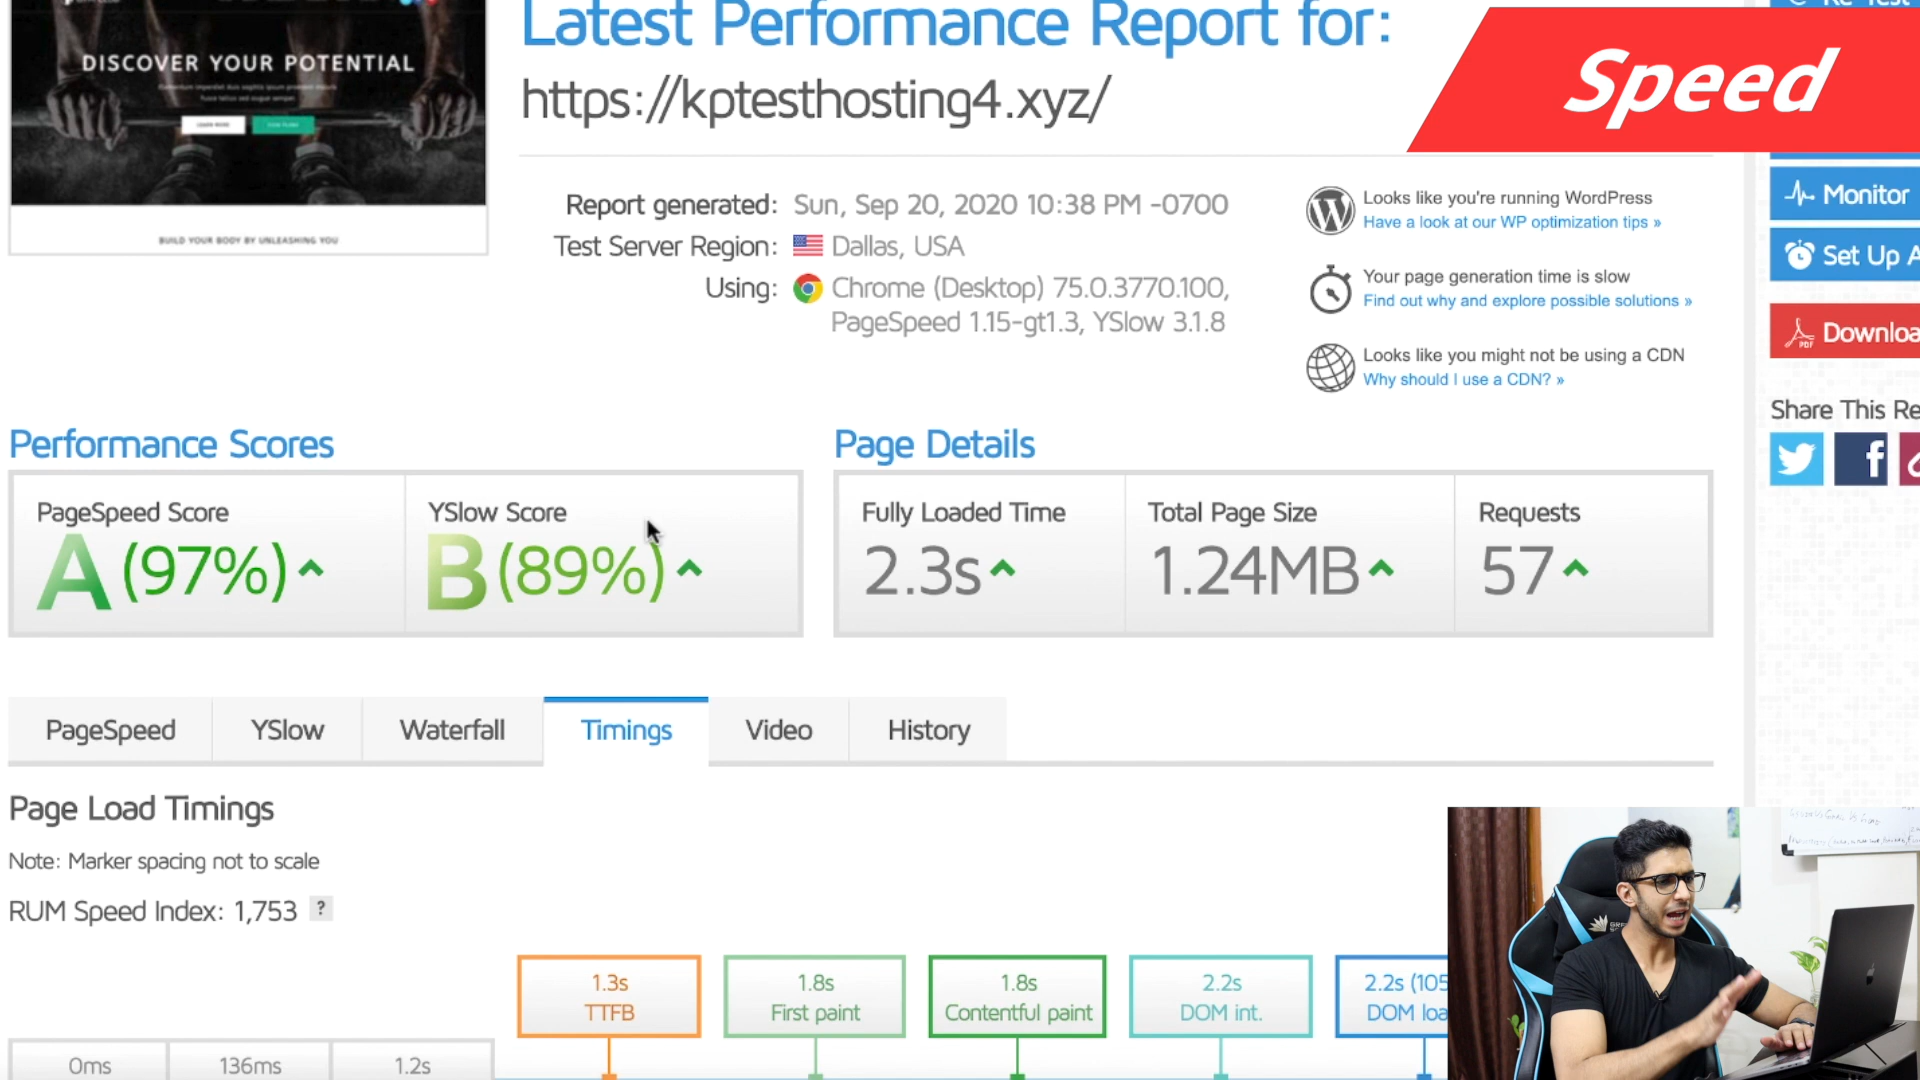 DISCOVER YOUR POTENTIAL
BUILD YOUR BODY BY UNLEASHING YOU
Latest Performance Report for:
https://kptesthosting4.xyz/
Speed
Report generated: Sun, Sep 20, 2020 10:38 PM -0700
Test Server Region: Dallas, USA
Using: Chrome (Desktop) 75.0.3770.100,
PageSpeed 1.15-gt1.3, YSlow 3.1.8
Looks like you're running WordPress
Have a look at our WP optimization tips »
Your page generation time is slow
Find out why and explore possible solutions »
Looks like you might not be using a CDN
Why should I use a CDN? »
Monitor
Set Up A
PDF
Downloa
Share This Re
Performance Scores
PageSpeed Score
A (97%)
YSlow Score
B (89%)
Page Details
Fully Loaded Time
2.3s
Total Page Size
1.24MB
Requests
57
PageSpeed
YSlow
Waterfall
Timings
Video
History
Page Load Timings
Note: Marker spacing not to scale
RUM Speed Index: 1,753 ?
1.3s
TTFB
1.8s
First paint
1.8s
Contentful paint
2.2s
DOM int.
2.2s (105
DOM loa
0ms
136ms
1.2s